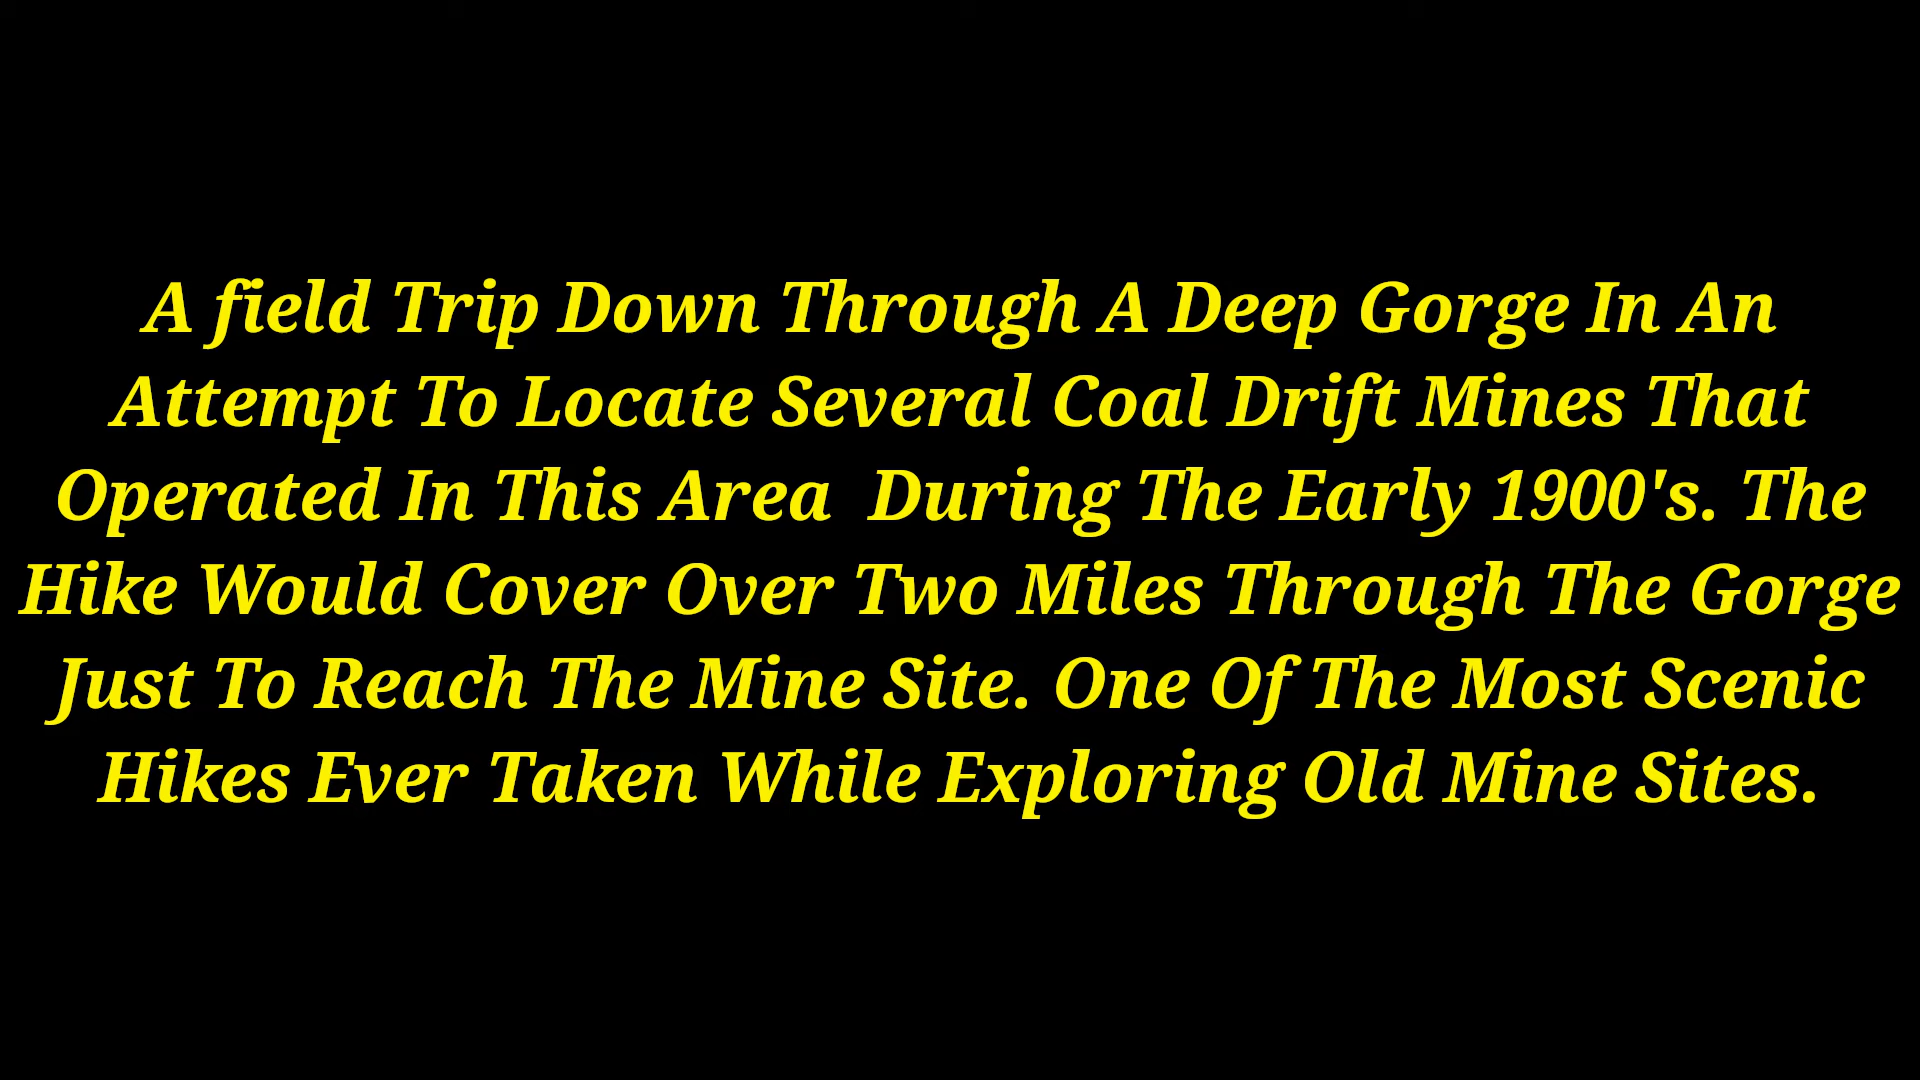 A field Trip Down Through A Deep Gorge In An
Attempt To Locate Several Coal Drift Mines That
Operated In This Area  During The Early 1900's. The
Hike Would Cover Over Two Miles Through The Gorge
Just To Reach The Mine Site. One Of The Most Scenic
Hikes Ever Taken While Exploring Old Mine Sites.